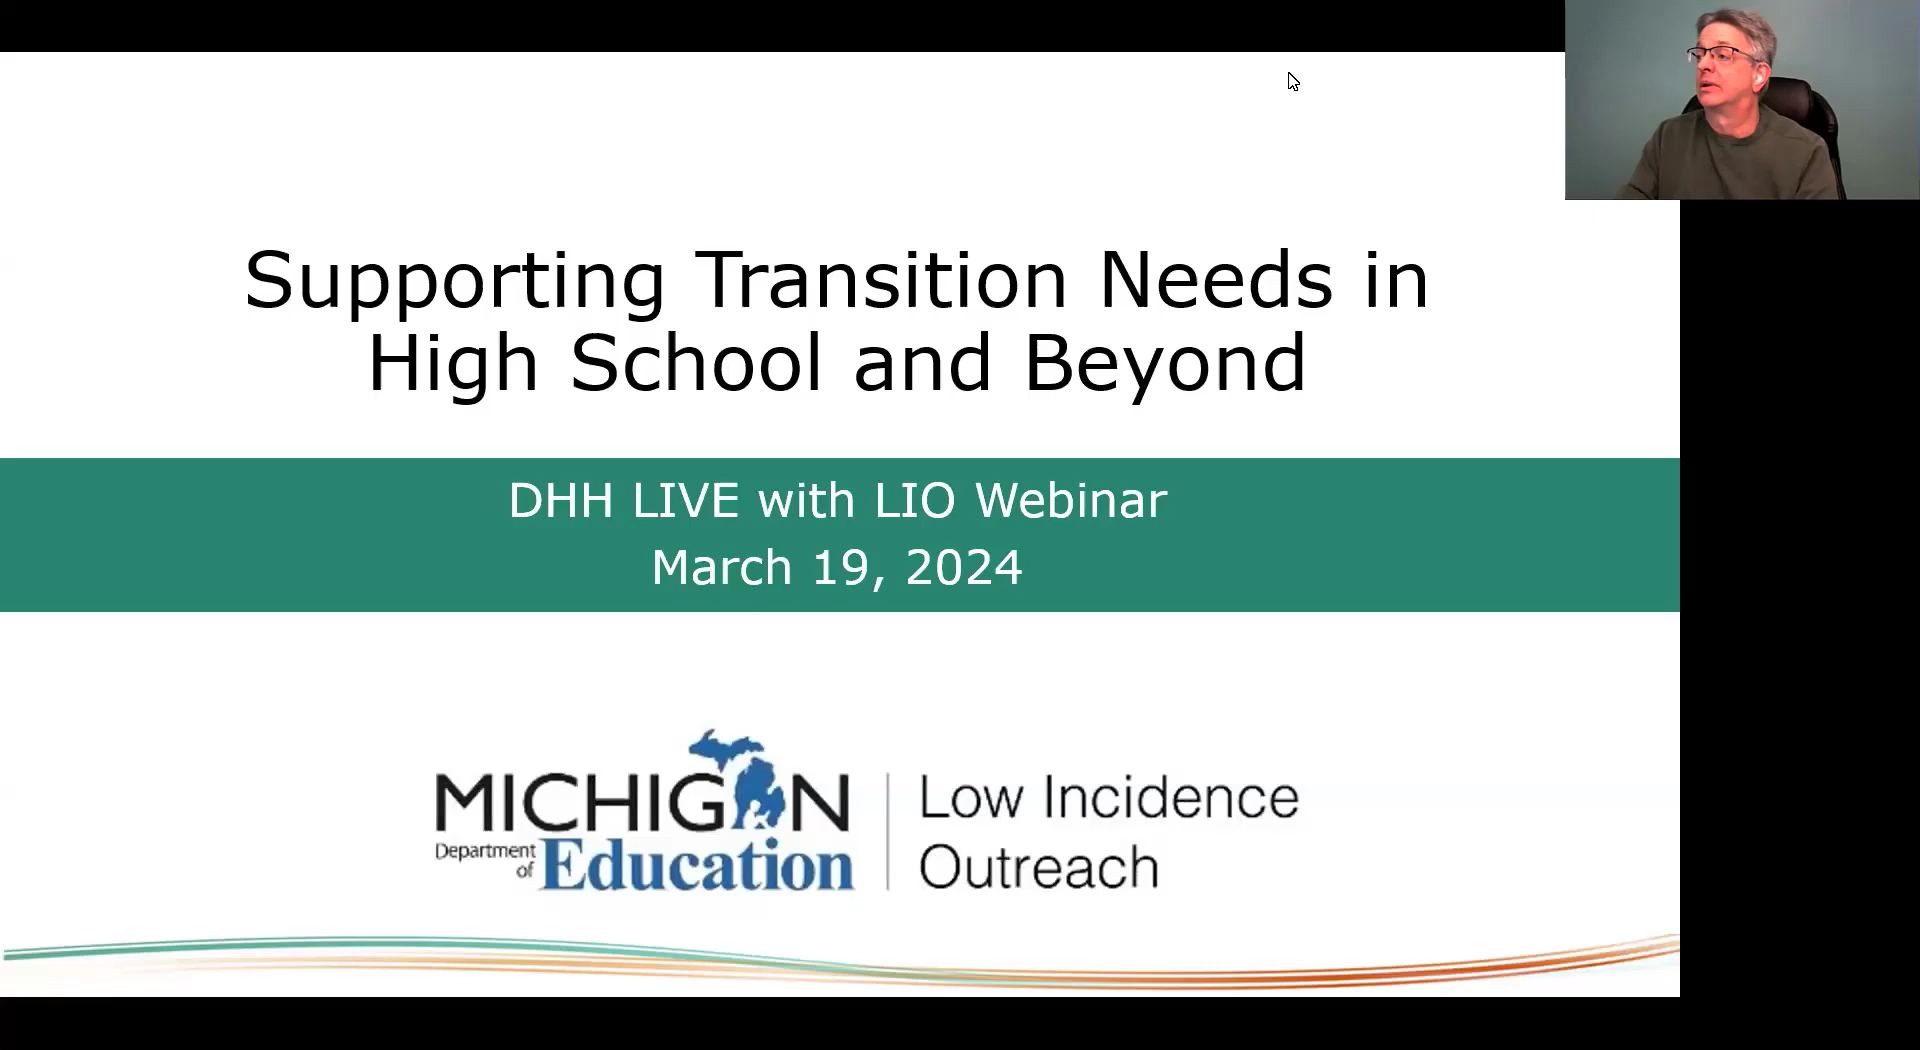 Supporting Transition Needs in
High School and Beyond
DHH LIVE with LIO Webinar
March 19, 2024
MICHIGAN
Department of
Education
Low Incidence
Outreach